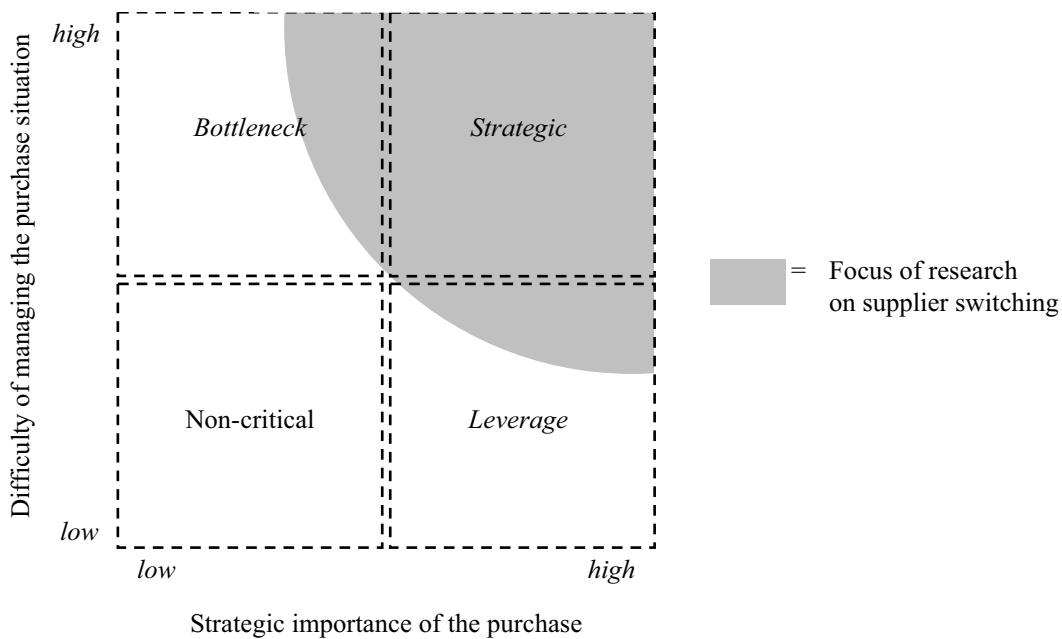 high
Bottleneck
Strategic
Difficulty of managing the purchase situation
= Focus of research
on supplier switching
Non-critical
Leverage
low
low
high
Strategic importance of the purchase